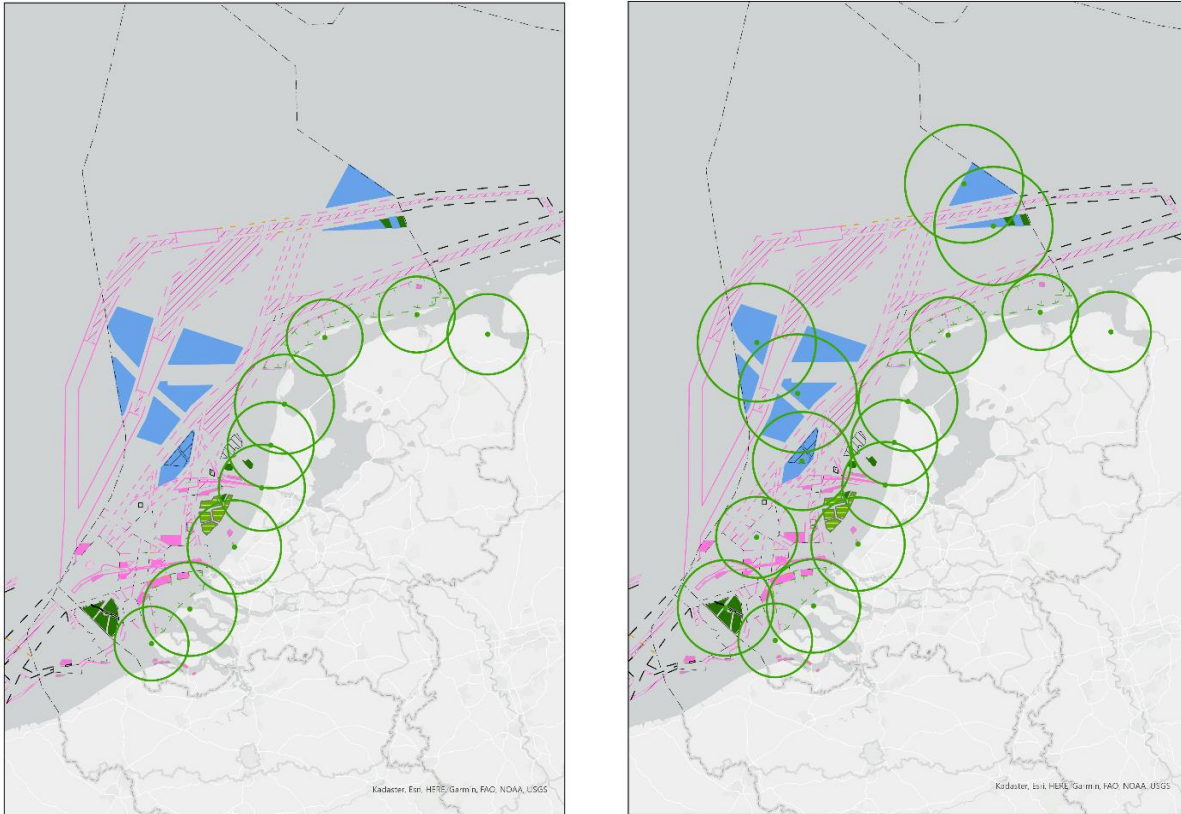 Kadaster, Esri, HERE, Garmin, FAO, NOAA, USGS
Kadaster, Esri, HERE, Garmin, FAO, NOAA, USGS